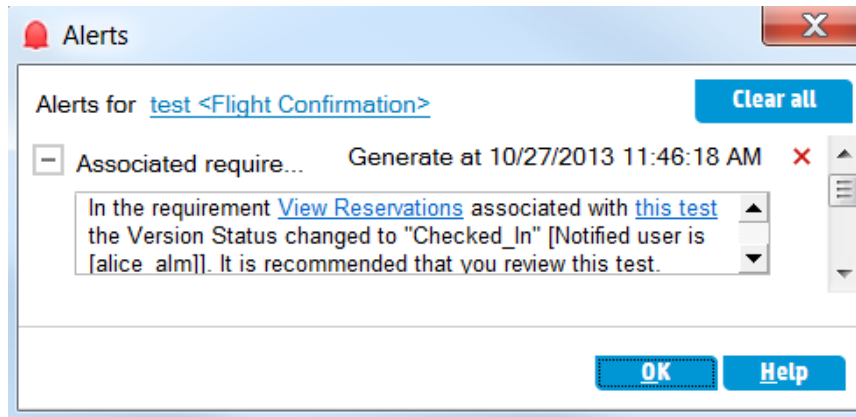 Alerts
Alerts for test <Flight Confirmation>
Clear all
Associated require... Generate at 10/27/2013 11:46:18 AM
In the requirement View Reservations associated with this test
the Version Status changed to "Checked_In" [Notified user is
[alice_alm]]. It is recommended that you review this test.
OK
Help